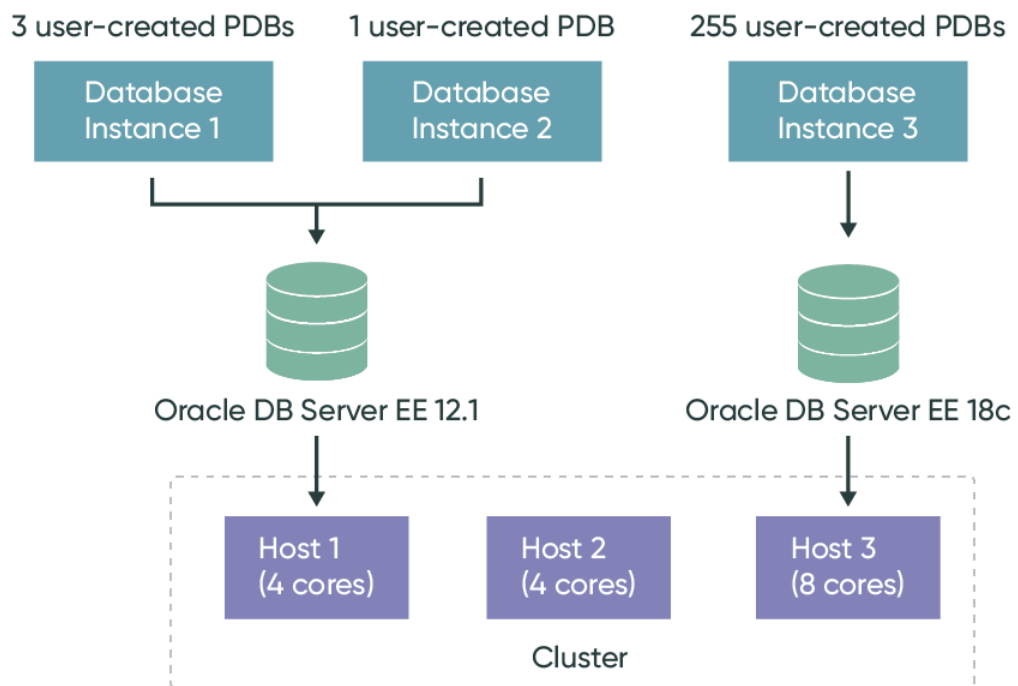 3 user-created PDBs
1 user-created PDB
255 user-created PDBs
Database
Instance 1
Database
Instance 2
Database
Instance 3
Oracle DB Server EE 12.1
Oracle DB Server EE 18c
Host 1
(4 cores)
Host 2
(4 cores)
Host 3
(8 cores)
Cluster